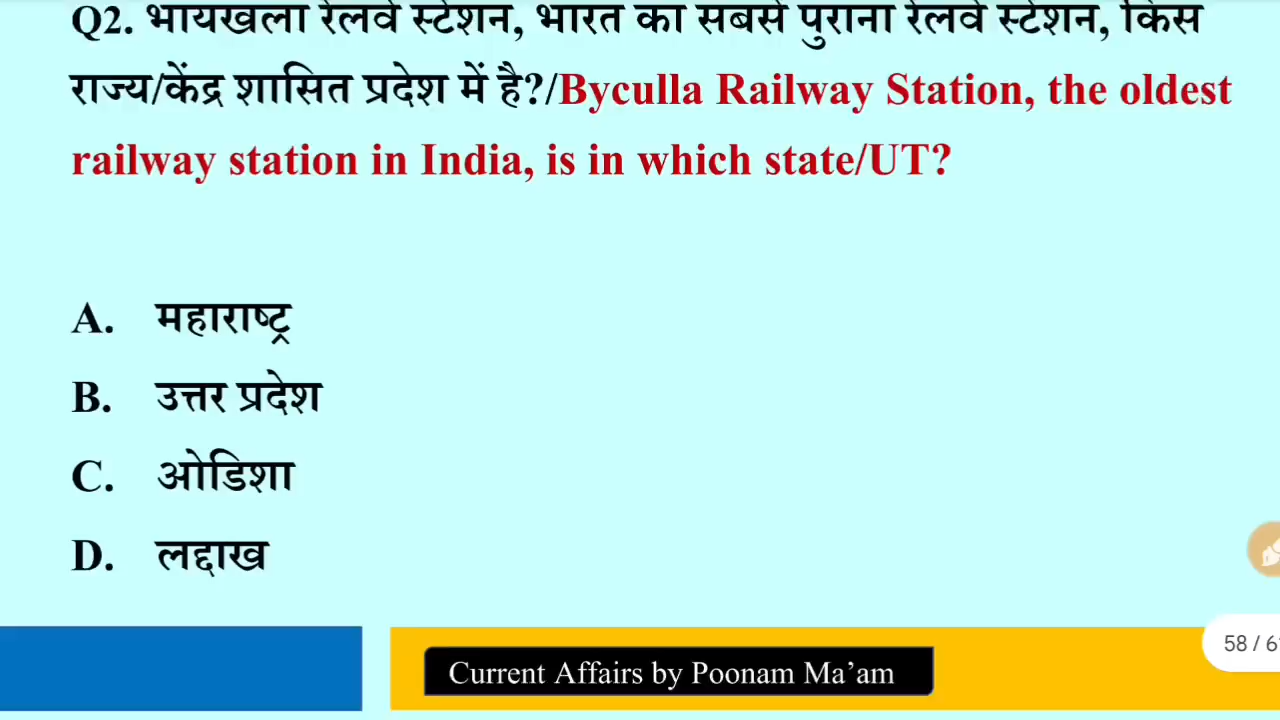 Q2. भायखला रेलवे स्टेशन, भारत का सबसे पुराना रेलवे स्टेशन, किस
राज्य/केंद्र शासित प्रदेश में है?/Byculla Railway Station, the oldest
railway station in India, is in which state/UT?
A. महाराष्ट्र
B. उत्तर प्रदेश
C. ओडिशा
D. लद्दाख
58 / 6
Current Affairs by Poonam Ma’am